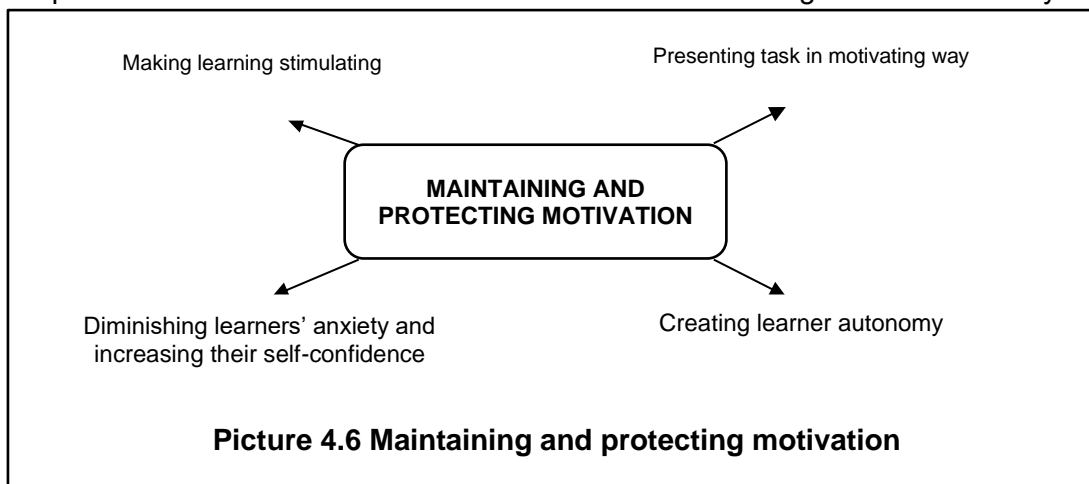 Making learning stimulating
Presenting task in motivating way
MAINTAINING AND
PROTECTING MOTIVATION
Diminishing learners’ anxiety and
increasing their self-confidence
Creating learner autonomy
Picture 4.6 Maintaining and protecting motivation